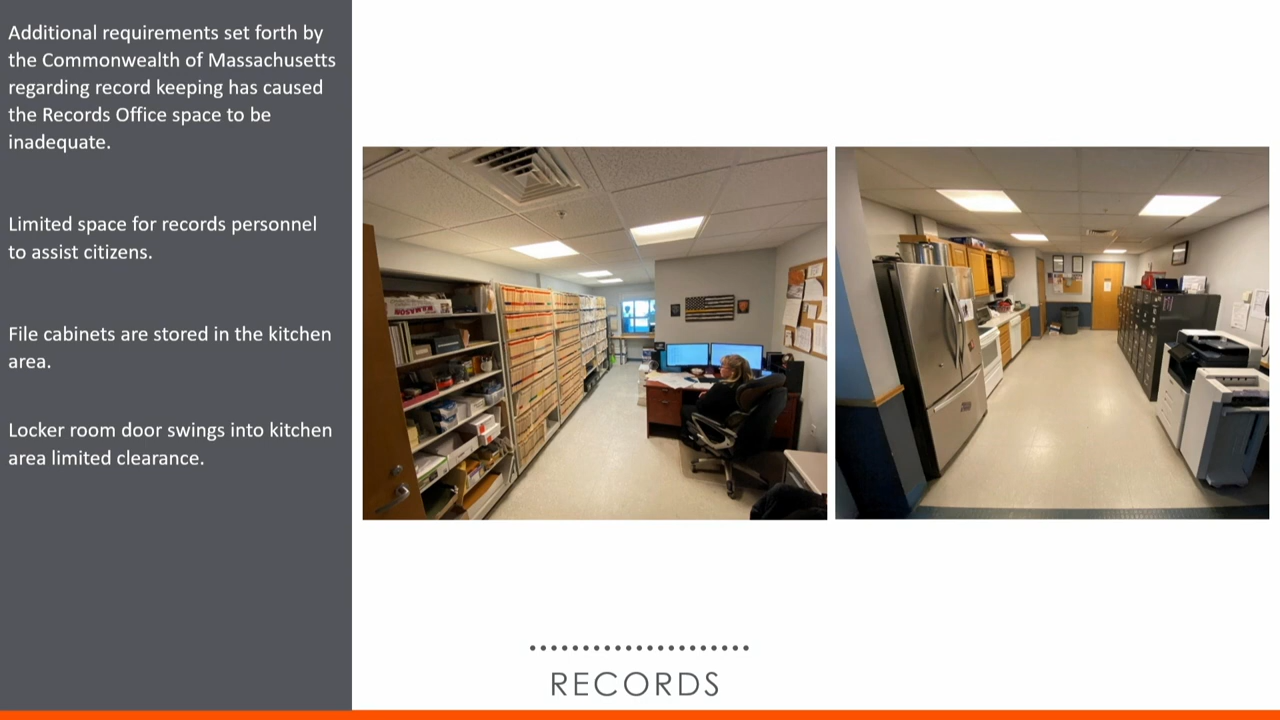 Additional requirements set forth by
the Commonwealth of Massachusetts
regarding record keeping has caused
the Records Office space to be
inadequate.
Limited space for records personnel
to assist citizens.
File cabinets are stored in the kitchen
area.
Locker room door swings into kitchen
area limited clearance.
RECORDS